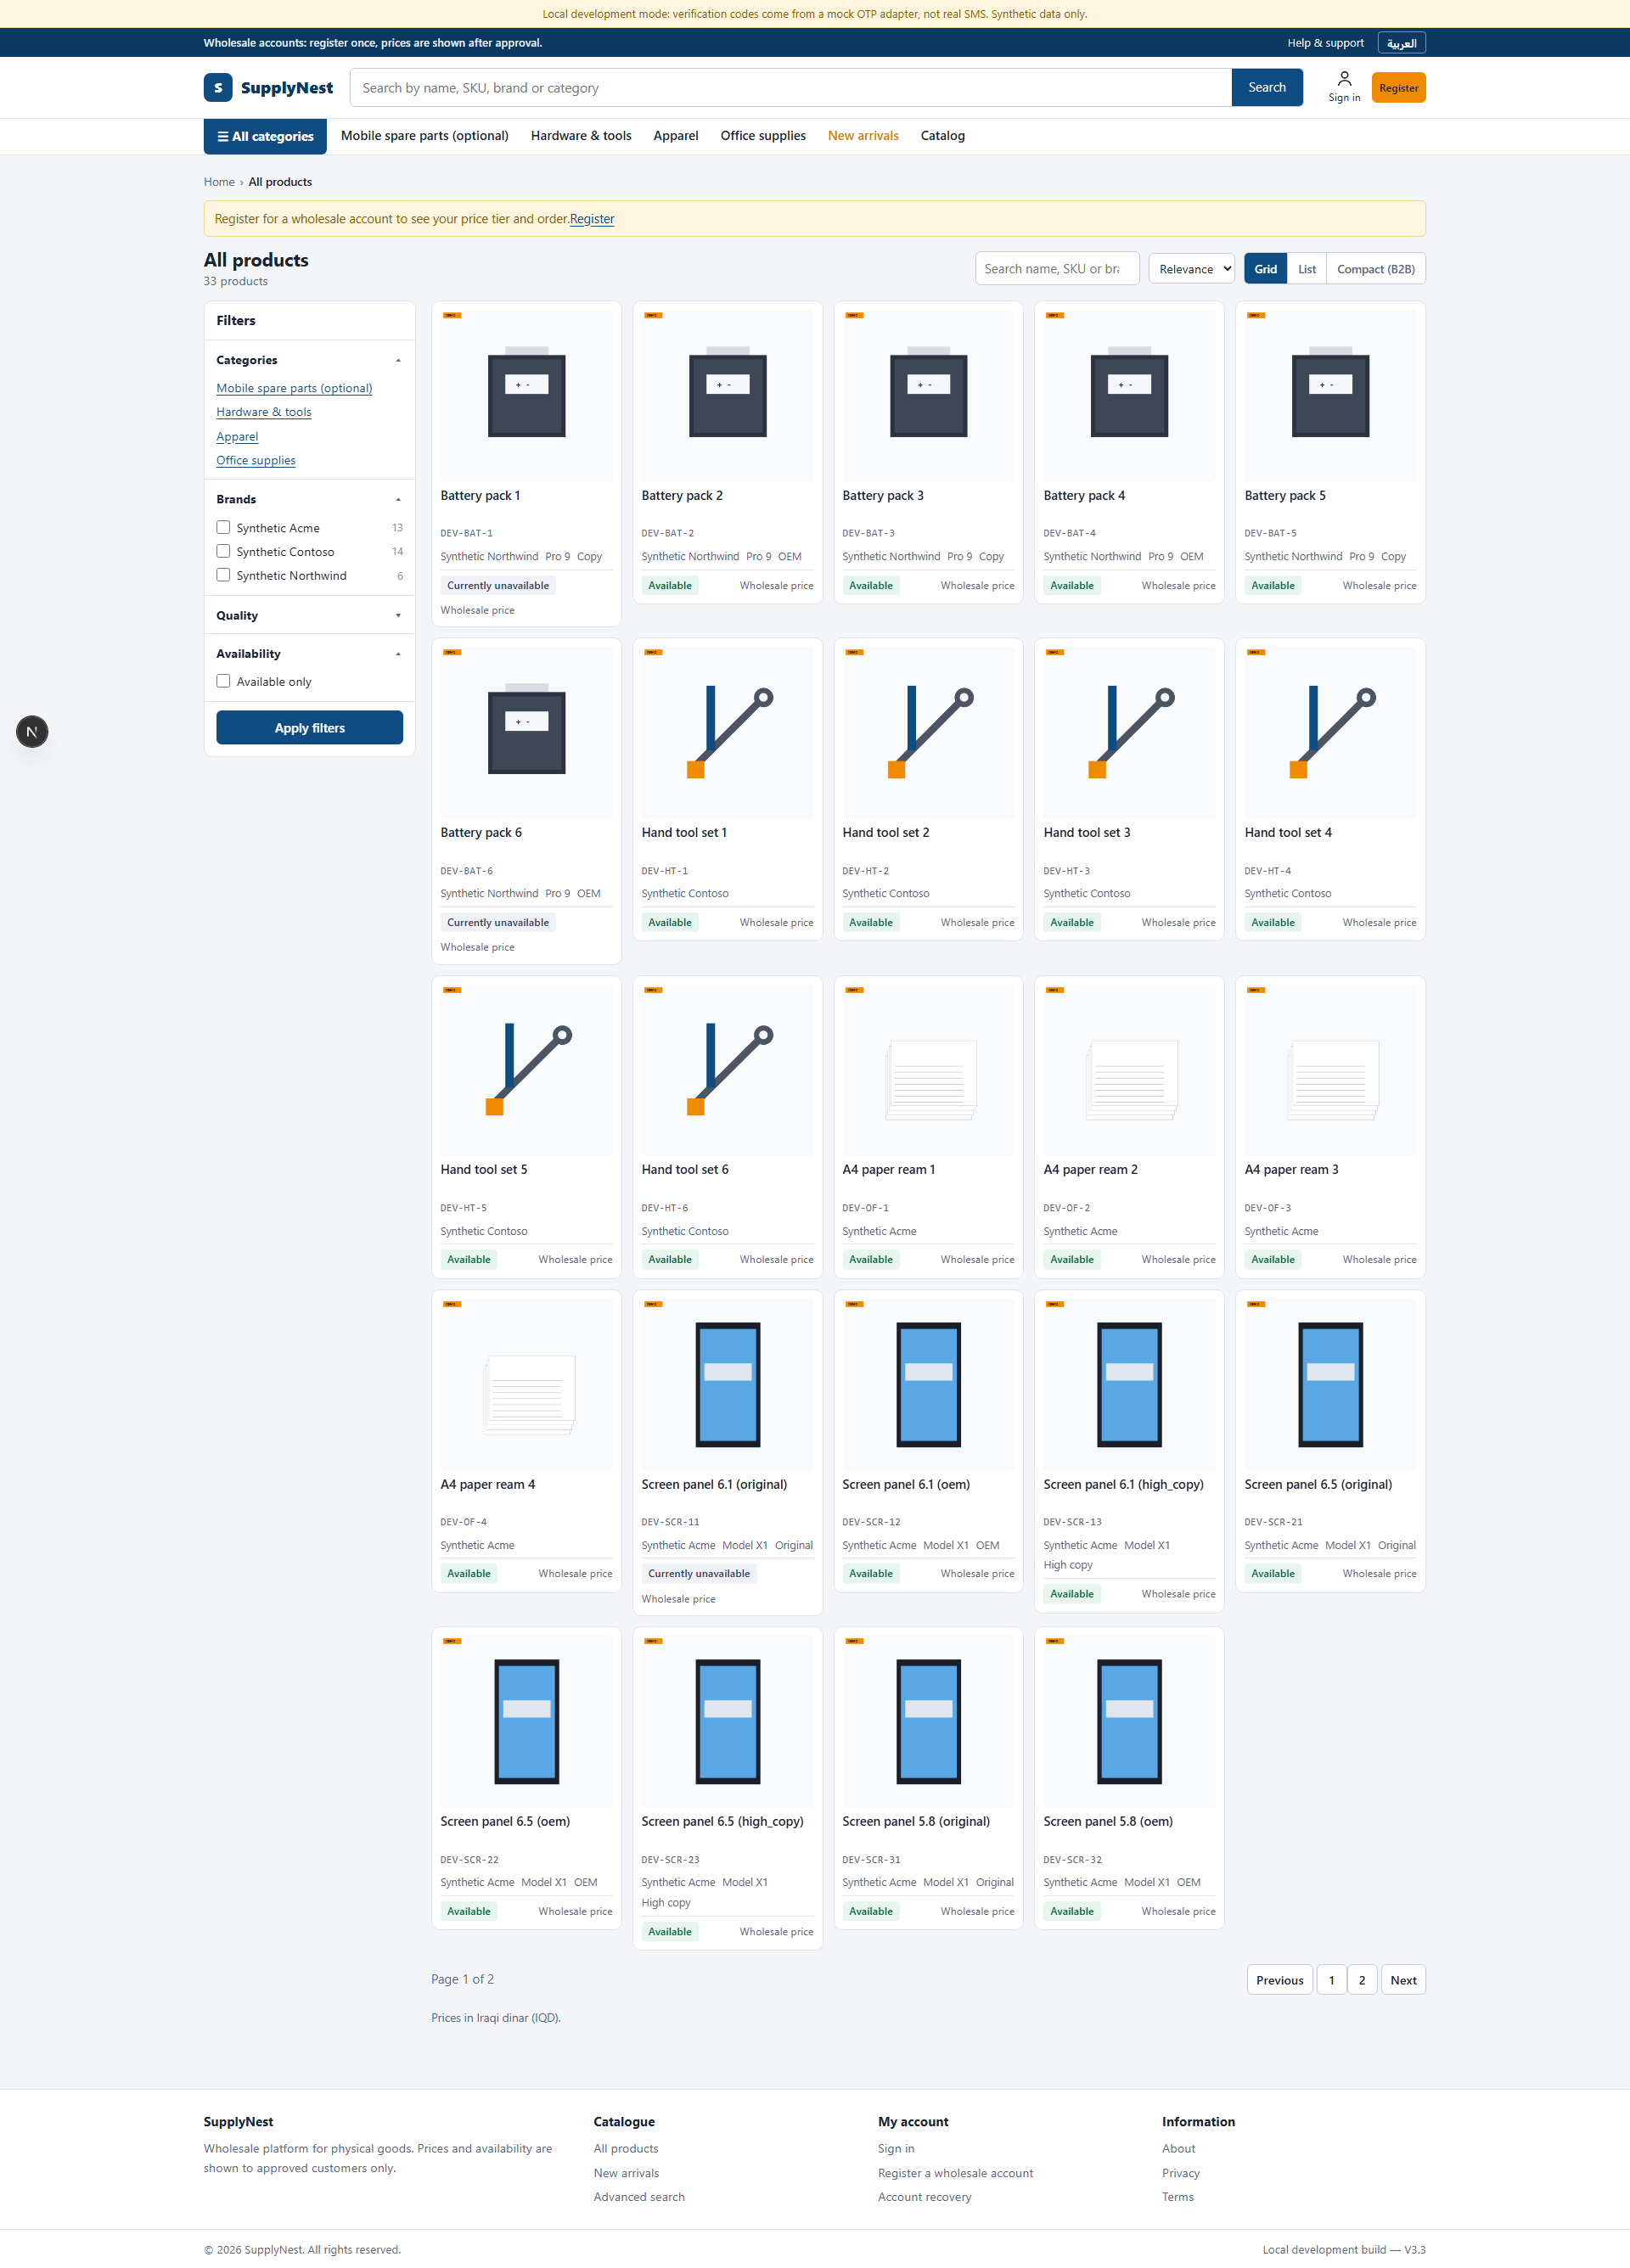 Local development mode: verification codes come from a mock OTP adapter, not real SMS. Synthetic data only.
Wholesale accounts: register once, prices are shown after approval.
Help & support
العربية
S
SupplyNest
Search by name, SKU, brand or category
Search
Sign in
Register
☰ All categories
Mobile spare parts (optional)
Hardware & tools
Apparel
Office supplies
New arrivals
Catalog
Home › All products
Register for a wholesale account to see your price tier and order.Register
All products
33 products
Search name, SKU or bra
Relevance
Grid
List
Compact (B2B)
Filters
Categories
Mobile spare parts (optional)
Hardware & tools
Apparel
Office supplies
Brands
Synthetic Acme 13
Synthetic Contoso 14
Synthetic Northwind 6
Quality
Availability
Available only
Apply filters
N
+ -
Battery pack 1
DEV-BAT-1
Synthetic Northwind Pro 9 Copy
Currently unavailable
Wholesale price
+ -
Battery pack 2
DEV-BAT-2
Synthetic Northwind Pro 9 OEM
Available Wholesale price
+ -
Battery pack 3
DEV-BAT-3
Synthetic Northwind Pro 9 Copy
Available Wholesale price
+ -
Battery pack 4
DEV-BAT-4
Synthetic Northwind Pro 9 OEM
Available Wholesale price
+ -
Battery pack 5
DEV-BAT-5
Synthetic Northwind Pro 9 Copy
Available Wholesale price
+ -
Battery pack 6
DEV-BAT-6
Synthetic Northwind Pro 9 OEM
Currently unavailable
Wholesale price
Hand tool set 1
DEV-HT-1
Synthetic Contoso
Available Wholesale price
Hand tool set 2
DEV-HT-2
Synthetic Contoso
Available Wholesale price
Hand tool set 3
DEV-HT-3
Synthetic Contoso
Available Wholesale price
Hand tool set 4
DEV-HT-4
Synthetic Contoso
Available Wholesale price
Hand tool set 5
DEV-HT-5
Synthetic Contoso
Available Wholesale price
Hand tool set 6
DEV-HT-6
Synthetic Contoso
Available Wholesale price
A4 paper ream 1
DEV-OF-1
Synthetic Acme
Available Wholesale price
A4 paper ream 2
DEV-OF-2
Synthetic Acme
Available Wholesale price
A4 paper ream 3
DEV-OF-3
Synthetic Acme
Available Wholesale price
A4 paper ream 4
DEV-OF-4
Synthetic Acme
Available Wholesale price
Screen panel 6.1 (original)
DEV-SCR-11
Synthetic Acme Model X1 Original
Currently unavailable
Wholesale price
Screen panel 6.1 (oem)
DEV-SCR-12
Synthetic Acme Model X1 OEM
Available Wholesale price
Screen panel 6.1 (high_copy)
DEV-SCR-13
Synthetic Acme Model X1
High copy
Available Wholesale price
Screen panel 6.5 (original)
DEV-SCR-21
Synthetic Acme Model X1 Original
Available Wholesale price
Screen panel 6.5 (oem)
DEV-SCR-22
Synthetic Acme Model X1 OEM
Available Wholesale price
Screen panel 6.5 (high_copy)
DEV-SCR-23
Synthetic Acme Model X1
High copy
Available Wholesale price
Screen panel 5.8 (original)
DEV-SCR-31
Synthetic Acme Model X1 Original
Available Wholesale price
Screen panel 5.8 (oem)
DEV-SCR-32
Synthetic Acme Model X1 OEM
Available Wholesale price
Page 1 of 2
Previous 1 2 Next
Prices in Iraqi dinar (IQD).
SupplyNest
Wholesale platform for physical goods. Prices and availability are
shown to approved customers only.
Catalogue
All products
New arrivals
Advanced search
My account
Sign in
Register a wholesale account
Account recovery
Information
About
Privacy
Terms
© 2026 SupplyNest. All rights reserved.
Local development build — V3.3